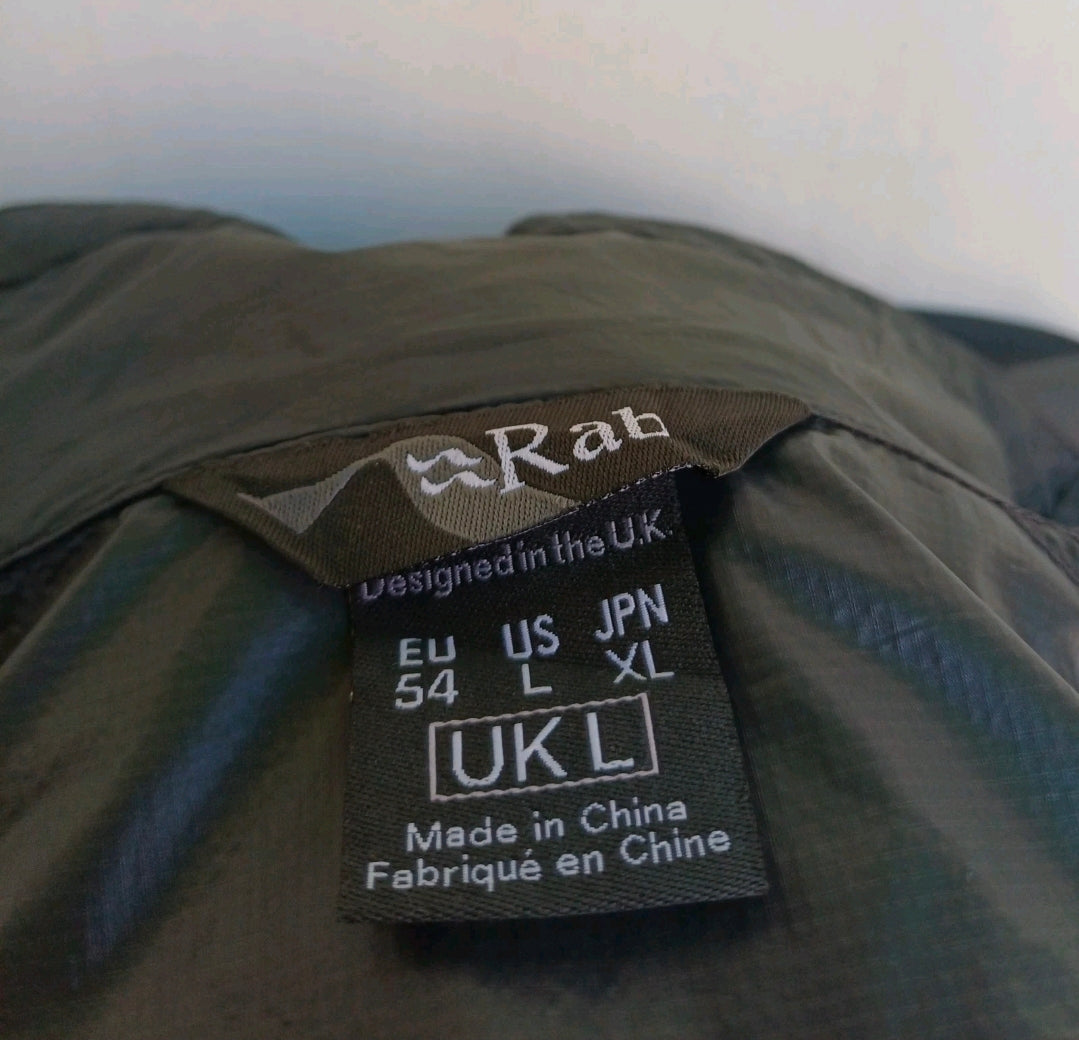 Rab
Designed in the U.K.
EU US JPN
54 L XL
UK L
Made in China
Fabriqué en Chine